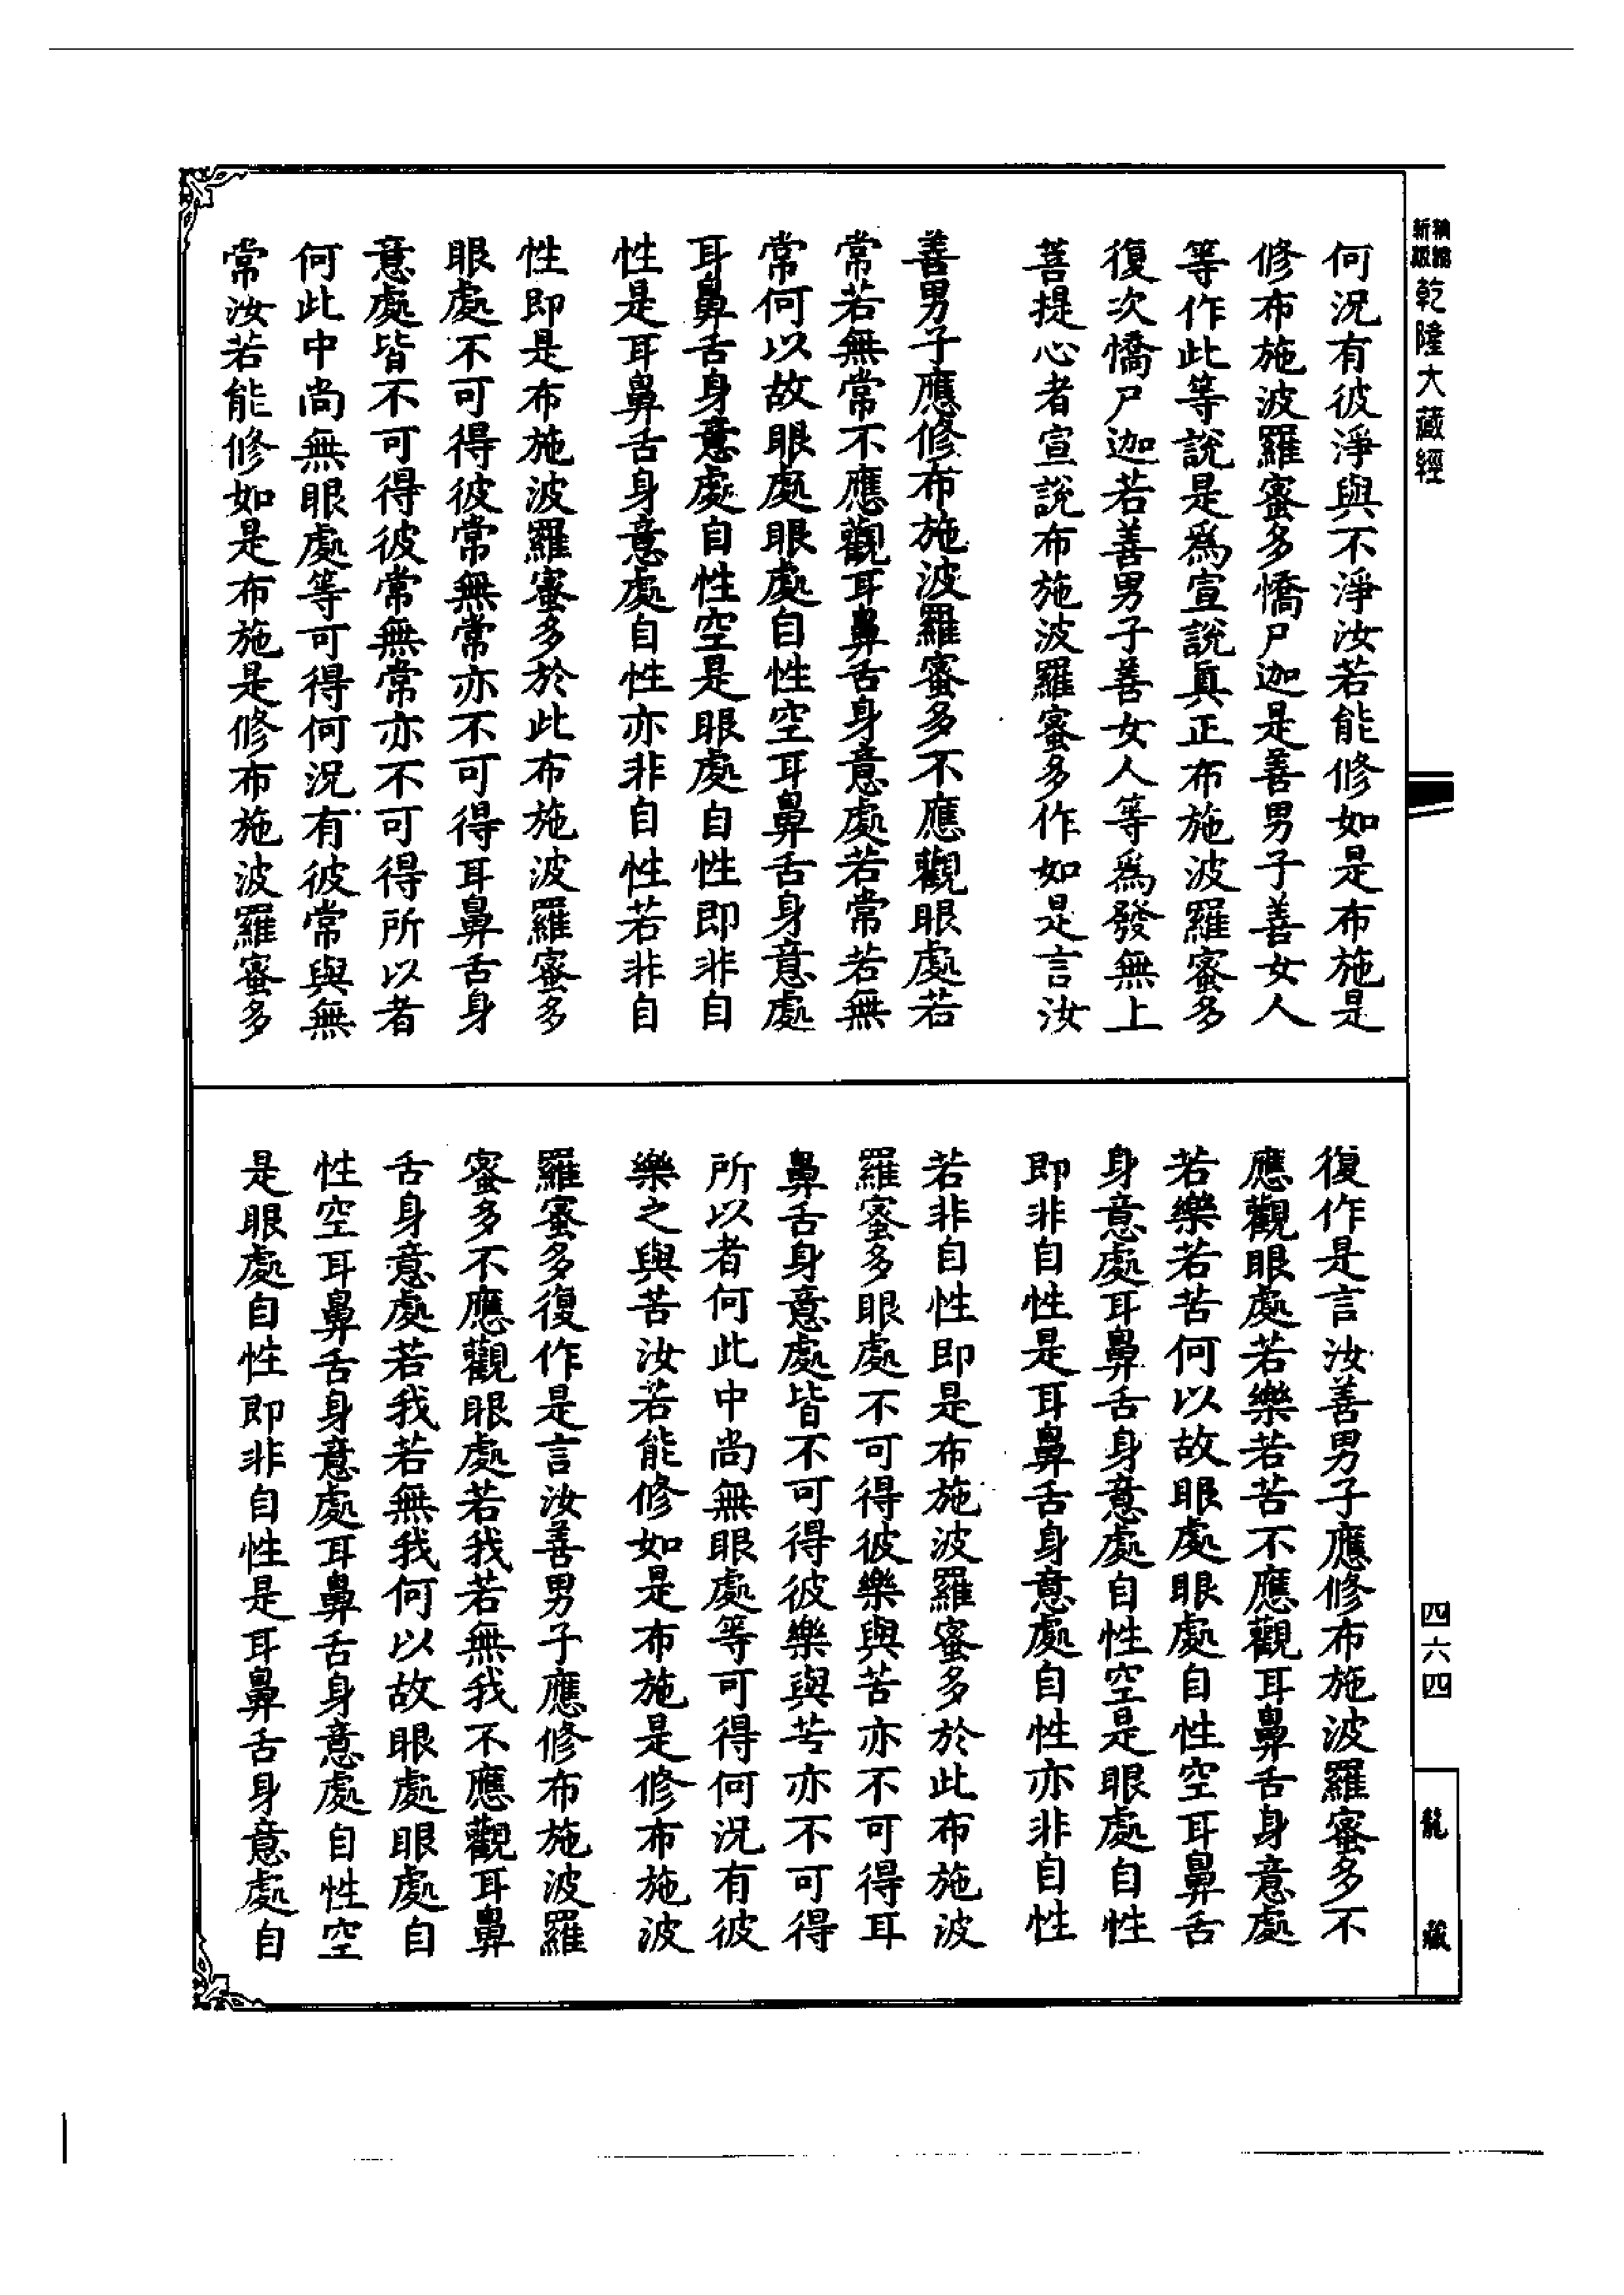 新版
精縮
乾隆大藏經
何況有彼淨與不淨汝若能修如是布施是
修布施波羅蜜多憍尸迦是善男子善女人
等作此等說是爲宣說真正布施波羅蜜多
復次憍尸迦若善男子善女人等爲發無上
菩提心者宣說布施波羅蜜多作如是言汝
善男子應修布施波羅蜜多不應觀眼處若
常若無常不應觀耳鼻舌身意處若常若無
常何以故眼處眼處自性空耳鼻舌身意處
耳鼻舌身意處自性空是眼處自性即非自
性是耳鼻舌身意處自性亦非自性若非自
性即是布施波羅蜜多於此布施波羅蜜多
眼處不可得彼常無常亦不可得耳鼻舌身
意處皆不可得彼常無常亦不可得所以者
何此中尚無眼處等可得何況有彼常與無
常汝若能修如是布施是修布施波羅蜜多
復作是言汝善男子應修布施波羅蜜多不
應觀眼處若樂若苦不應觀耳鼻舌身意處
若樂若苦何以故眼處眼處自性空耳鼻舌
身意處耳鼻舌身意處自性空是眼處自性
即非自性是耳鼻舌身意處自性亦非自性
若非自性即是布施波羅蜜多於此布施波
羅蜜多眼處不可得彼樂與苦亦不可得耳
鼻舌身意處皆不可得彼樂與苦亦不可得
所以者何此中尚無眼處等可得何況有彼
樂之與苦汝若能修如是布施是修布施波
羅蜜多復作是言汝善男子應修布施波羅
蜜多不應觀眼處若我若無我不應觀耳鼻
舌身意處若我若無我何以故眼處眼處自
性空耳鼻舌身意處耳鼻舌身意處自性空
是眼處自性即非自性是耳鼻舌身意處自
四六四
龍藏